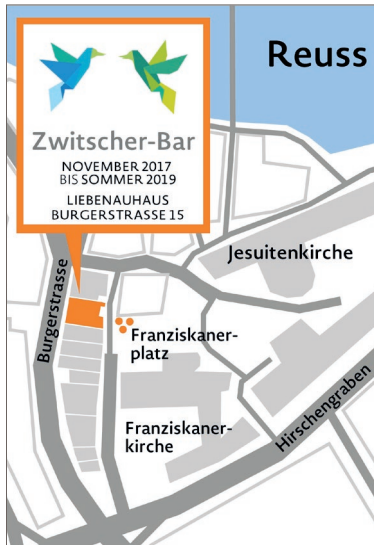 Reuss
Zwitscher-Bar
NOVEMBER 2017
BIS SOMMER 2019
LIEBENAUHAUS
BURGERSTRASSE 15
Jesuitenkirche
Burgerstrasse
Franziskaner-
platz
Franziskaner-
kirche
Hirschengraben